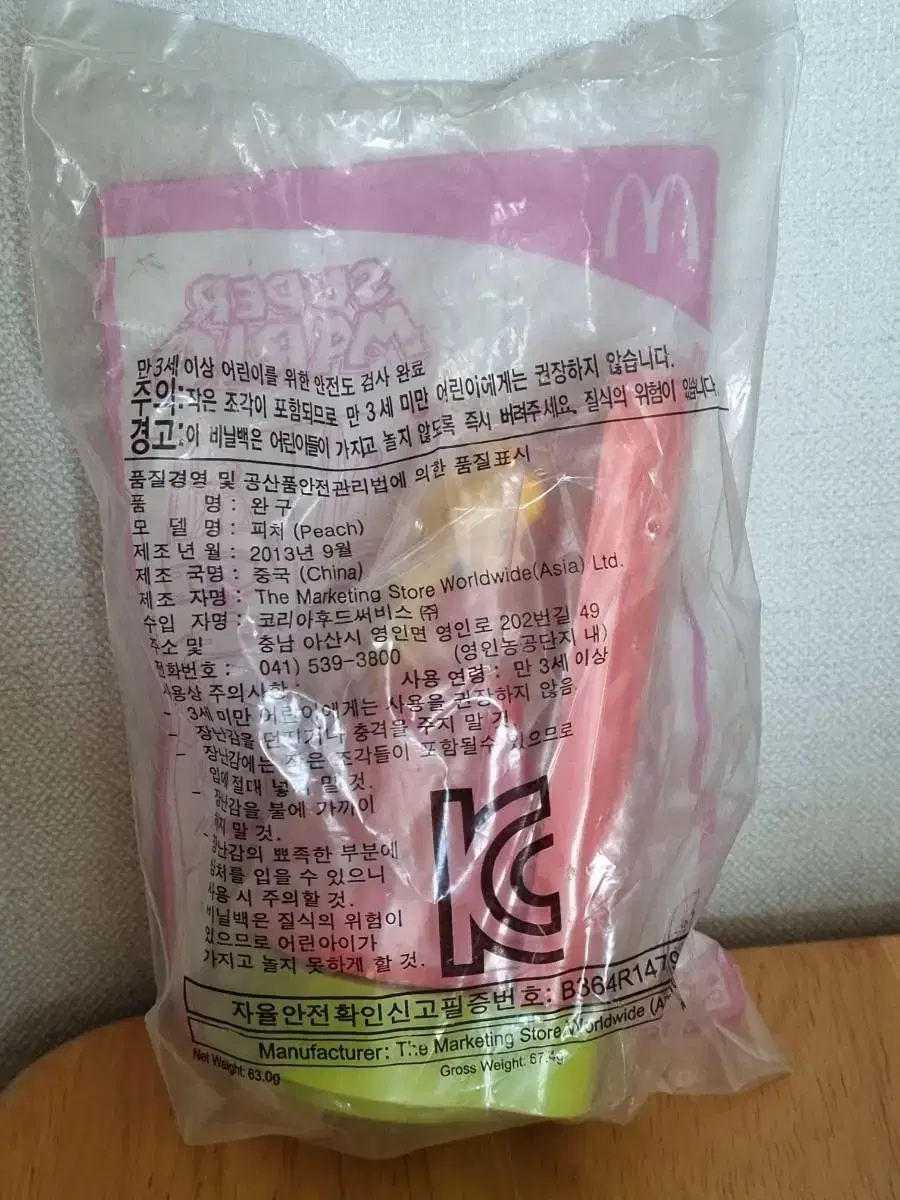 SUPER
MARIO
만 3세 이상 어린이를 위한 안전도 검사 완료
주의: 작은 조각이 포함되므로 만 3세 미만 어린이에게는 권장하지 않습니다.
경고: 이 비닐백은 어린이들이 가지고 놀지 않도록 즉시 버려주세요. 질식의 위험이 있습니다.
품질경영 및 공산품안전관리법에 의한 품질표시
품 명 : 완구
모 델 명 : 피치 (Peach)
제조년월 : 2013년 9월
제조 국명 : 중국 (China)
제조 자명 : The Marketing Store Worldwide(Asia) Ltd.
수입 자명 : 코리아후드써비스 ㈜
주소 및 충남 아산시 영인면 영인로 202번길 49
전화번호 : 041) 539-3800 (영인농공단지 내)
사용상 주의사항 : 사용 연령 : 만 3세 이상
- 3세 미만 어린이에게는 사용을 권장하지 않음.
- 장난감을 던지거나 충격을 주지 말 것.
- 장난감에는 작은 조각들이 포함될수 있으므로
입에 절대 넣지 말 것.
- 장난감을 불에 가까이
하지 말 것.
- 장난감의 뾰족한 부분에
상처를 입을 수 있으니
사용 시 주의할 것.
비닐백은 질식의 위험이
있으므로 어린아이가
가지고 놀지 못하게 할 것.
자율안전확인신고필증번호: B364R147
Manufacturer: The Marketing Store Worldwide
Net Weight: 63.0g Gross Weight: 67.4g